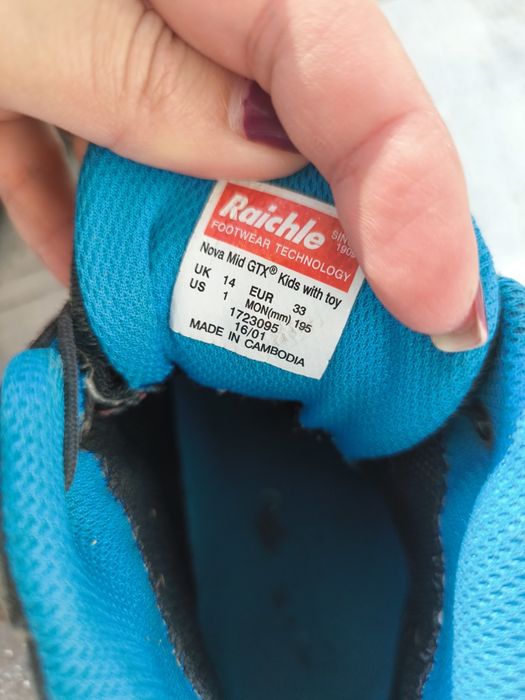 Raichle
FOOTWEAR TECHNOLOGY
Nova Mid GTX® Kids with toy
UK 14 EUR 33
US 1 MON(mm) 195
1723095
16/01
MADE IN CAMBODIA